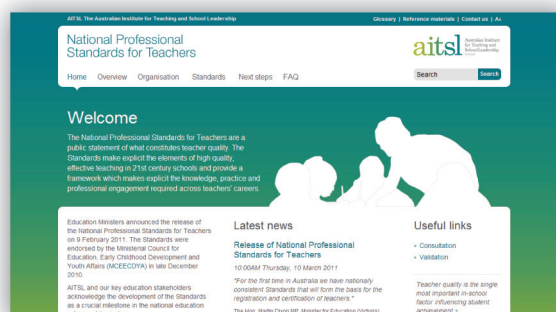 AITSL The Australian Institute for Teaching and School Leadership
Glossary | Reference materials | Contact us | A+
National Professional
Standards for Teachers
aitsl
Australian Institute
for Teaching and
School Leadership
Home Overview Organisation Standards Next steps FAQ
Search Search
Welcome
The National Professional Standards for Teachers are a
public statement of what constitutes teacher quality. The
Standards make explicit the elements of high quality,
effective teaching in 21st century schools and provide a
framework which makes explicit the knowledge, practice and
professional engagement required across teachers' careers.
Education Ministers announced the release of
the National Professional Standards for Teachers
on 9 February 2011. The Standards were
endorsed by the Ministerial Council for
Education, Early Childhood Development and
Youth Affairs (MCEECDYA) in late December
2010.
AITSL and our key education stakeholders
acknowledge the development of the Standards
as a crucial milestone in the national education
Latest news
Release of National Professional
Standards for Teachers
10:00AM Thursday, 10 March 2011
"For the first time in Australia we have nationally
consistent Standards that will form the basis for the
registration and certification of teachers."
The Hon. Martin Dixon MP, Minister for Education (Victoria)
Useful links
Consultation
Validation
Teacher quality is the single
most important in-school
factor influencing student
achievement